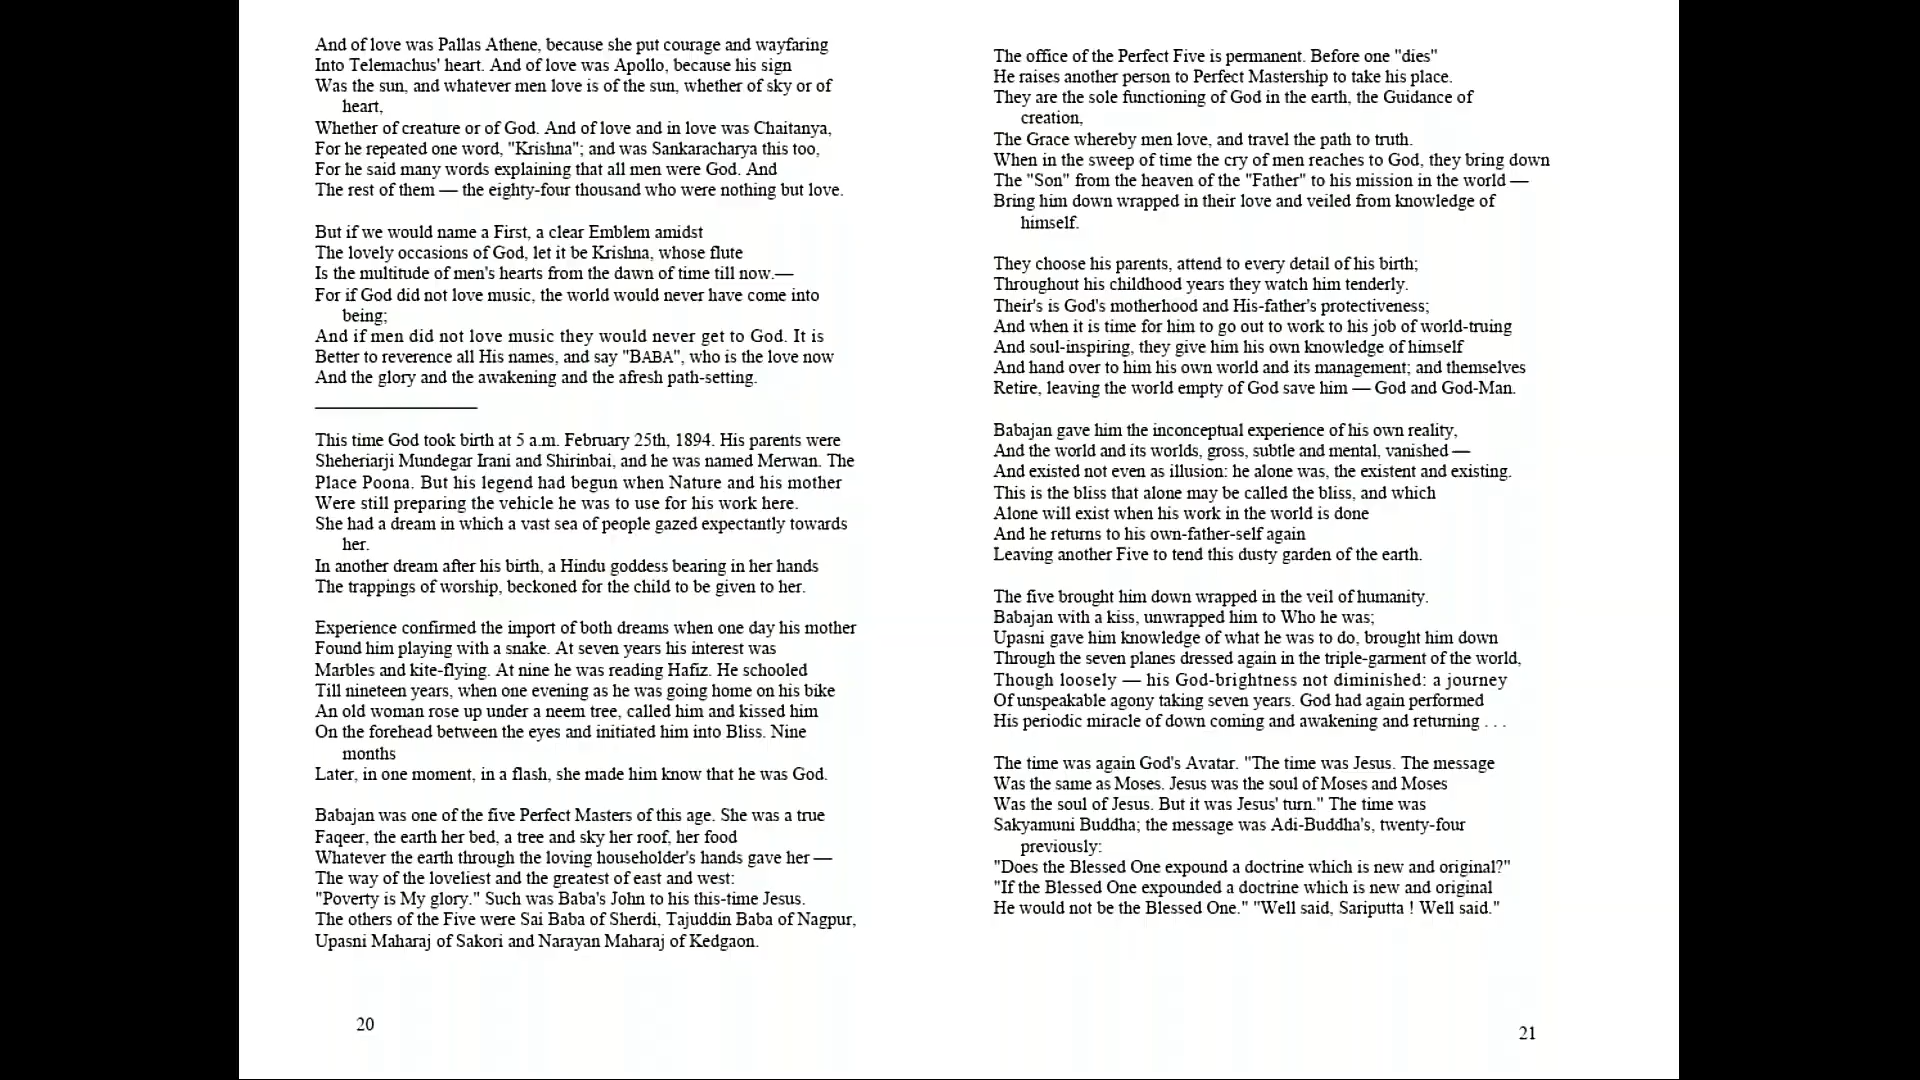 And of love was Pallas Athene, because she put courage and wayfaring
Into Telemachus' heart. And of love was Apollo, because his sign
Was the sun, and whatever men love is of the sun, whether of sky or of
heart,
Whether of creature or of God. And of love and in love was Chaitanya,
For he repeated one word, "Krishna"; and was Sankaracharya this too,
For he said many words explaining that all men were God. And
The rest of them — the eighty-four thousand who were nothing but love.
But if we would name a First, a clear Emblem amidst
The lovely occasions of God, let it be Krishna, whose flute
Is the multitude of men's hearts from the dawn of time till now.—
For if God did not love music, the world would never have come into
being;
And if men did not love music they would never get to God. It is
Better to reverence all His names, and say "BABA", who is the love now
And the glory and the awakening and the afresh path-setting.
This time God took birth at 5 a.m. February 25th, 1894. His parents were
Sheheriarji Mundegar Irani and Shirinbai, and he was named Merwan. The
Place Poona. But his legend had begun when Nature and his mother
Were still preparing the vehicle he was to use for his work here.
She had a dream in which a vast sea of people gazed expectantly towards
her.
In another dream after his birth, a Hindu goddess bearing in her hands
The trappings of worship, beckoned for the child to be given to her.
Experience confirmed the import of both dreams when one day his mother
Found him playing with a snake. At seven years his interest was
Marbles and kite-flying. At nine he was reading Hafiz. He schooled
Till nineteen years, when one evening as he was going home on his bike
An old woman rose up under a neem tree, called him and kissed him
On the forehead between the eyes and initiated him into Bliss. Nine
months
Later, in one moment, in a flash, she made him know that he was God.
Babajan was one of the five Perfect Masters of this age. She was a true
Faqeer, the earth her bed, a tree and sky her roof, her food
Whatever the earth through the loving householder's hands gave her —
The way of the loveliest and the greatest of east and west:
"Poverty is My glory." Such was Baba's John to his this-time Jesus.
The others of the Five were Sai Baba of Sherdi, Tajuddin Baba of Nagpur,
Upasni Maharaj of Sakori and Narayan Maharaj of Kedgaon.
20
The office of the Perfect Five is permanent. Before one "dies"
He raises another person to Perfect Mastership to take his place.
They are the sole functioning of God in the earth, the Guidance of
creation,
The Grace whereby men love, and travel the path to truth.
When in the sweep of time the cry of men reaches to God, they bring down
The "Son" from the heaven of the "Father" to his mission in the world —
Bring him down wrapped in their love and veiled from knowledge of
himself.
They choose his parents, attend to every detail of his birth;
Throughout his childhood years they watch him tenderly.
Their's is God's motherhood and His-father's protectiveness;
And when it is time for him to go out to work to his job of world-truing
And soul-inspiring, they give him his own knowledge of himself
And hand over to him his own world and its management; and themselves
Retire, leaving the world empty of God save him — God and God-Man.
Babajan gave him the inconceptual experience of his own reality,
And the world and its worlds, gross, subtle and mental, vanished —
And existed not even as illusion: he alone was, the existent and existing.
This is the bliss that alone may be called the bliss, and which
Alone will exist when his work in the world is done
And he returns to his own-father-self again
Leaving another Five to tend this dusty garden of the earth.
The five brought him down wrapped in the veil of humanity.
Babajan with a kiss, unwrapped him to Who he was;
Upasni gave him knowledge of what he was to do, brought him down
Through the seven planes dressed again in the triple-garment of the world,
Though loosely — his God-brightness not diminished: a journey
Of unspeakable agony taking seven years. God had again performed
His periodic miracle of down coming and awakening and returning . . .
The time was again God's Avatar. "The time was Jesus. The message
Was the same as Moses. Jesus was the soul of Moses and Moses
Was the soul of Jesus. But it was Jesus' turn." The time was
Sakyamuni Buddha; the message was Adi-Buddha's, twenty-four
previously:
"Does the Blessed One expound a doctrine which is new and original?"
"If the Blessed One expounded a doctrine which is new and original
He would not be the Blessed One." "Well said, Sariputta ! Well said."
21